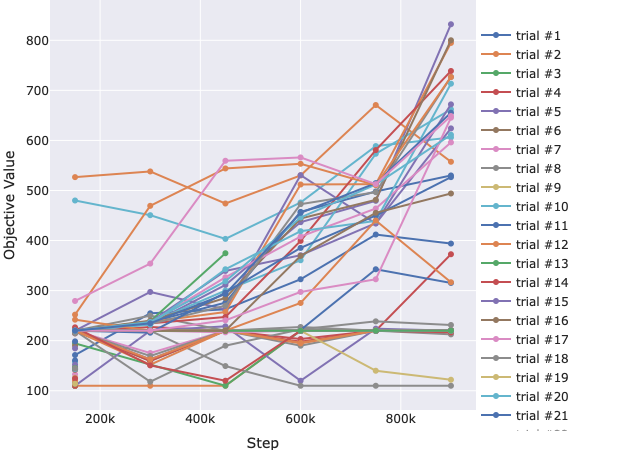 800
700
600
500
400
300
200
100
Objective Value
200k
400k
600k
800k
Step
trial #1
trial #2
trial #3
trial #4
trial #5
trial #6
trial #7
trial #8
trial #9
trial #10
trial #11
trial #12
trial #13
trial #14
trial #15
trial #16
trial #17
trial #18
trial #19
trial #20
trial #21